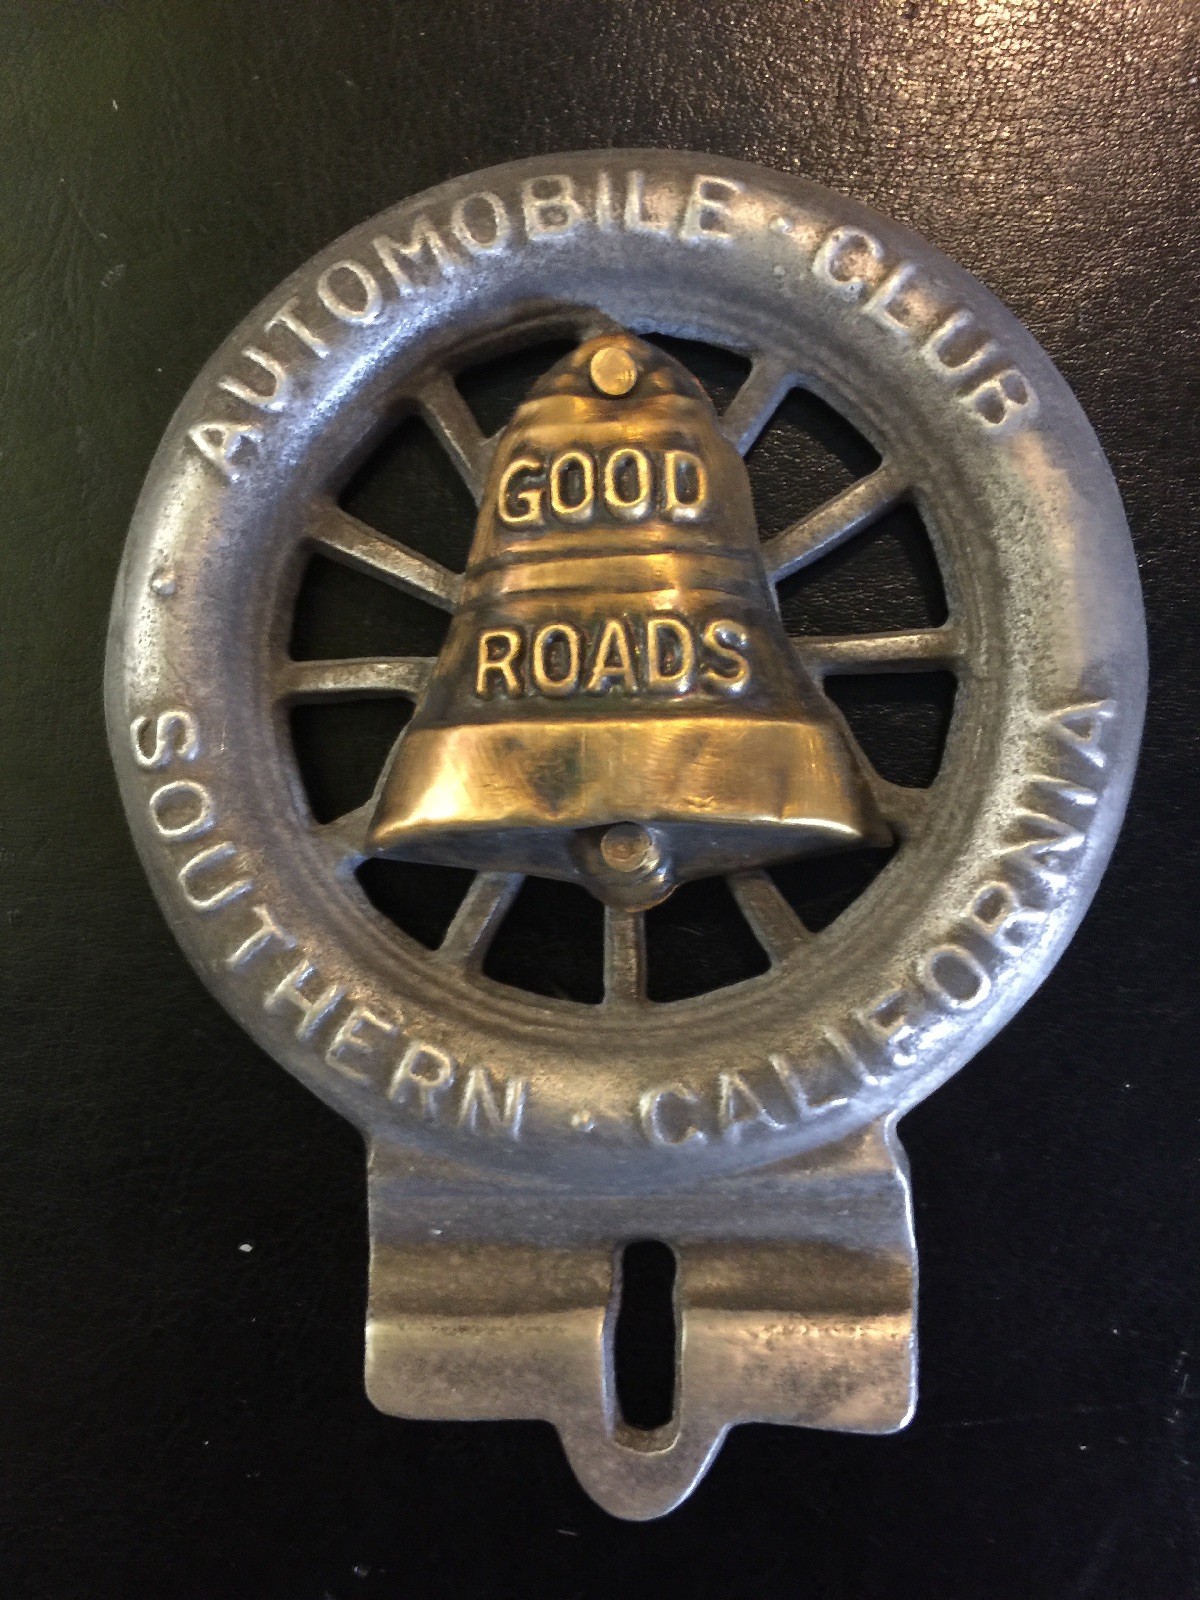 AUTOMOBILE · CLUB
GOOD
ROADS
SOUTHERN · CALIFORNIA